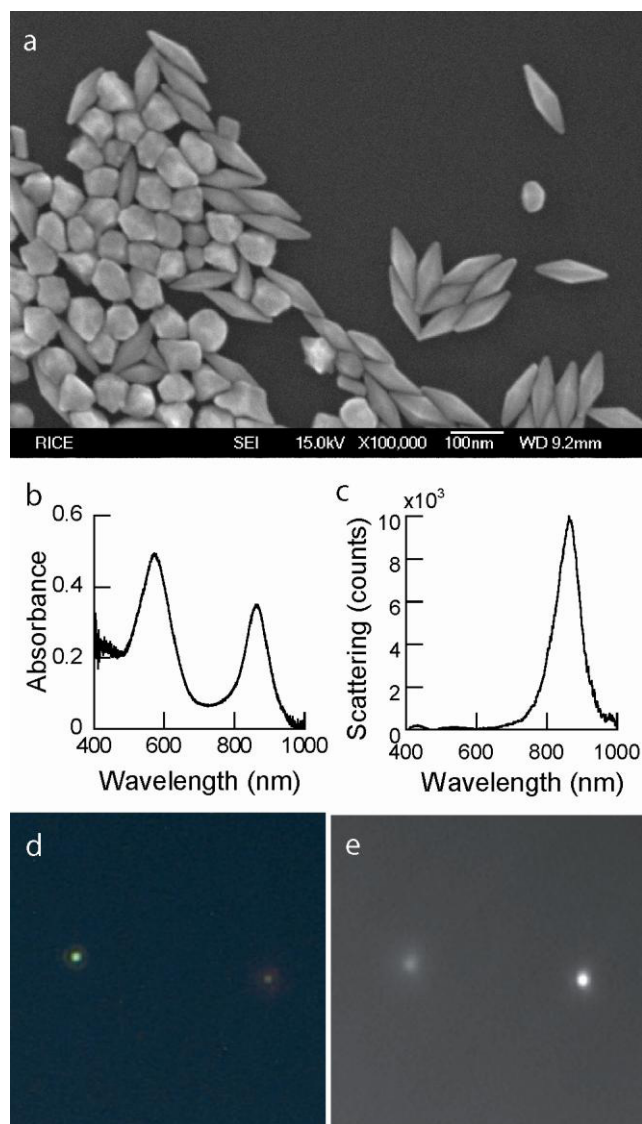 a
RICE SEI 15.0kV X100,000 100nm WD 9.2mm
b
0.6
0.4
0.2
0
Absorbance
400 600 800 1000
Wavelength (nm)
c
x10³
10
8
6
4
2
0
Scattering (counts)
400 600 800 1000
Wavelength (nm)
d
e